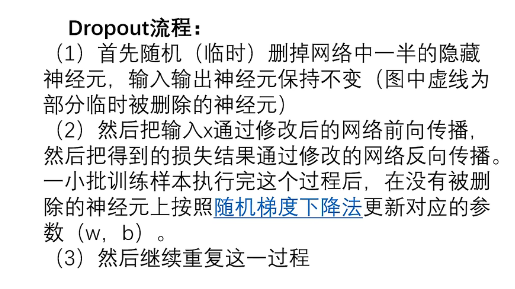 Dropout流程：
（1）首先随机（临时）删掉网络中一半的隐藏
神经元，输入输出神经元保持不变（图中虚线为
部分临时被删除的神经元）
（2）然后把输入x通过修改后的网络前向传播，
然后把得到的损失结果通过修改的网络反向传播。
一小批训练样本执行完这个过程后，在没有被删
除的神经元上按照随机梯度下降法更新对应的参
数（w，b）。
（3）然后继续重复这一过程